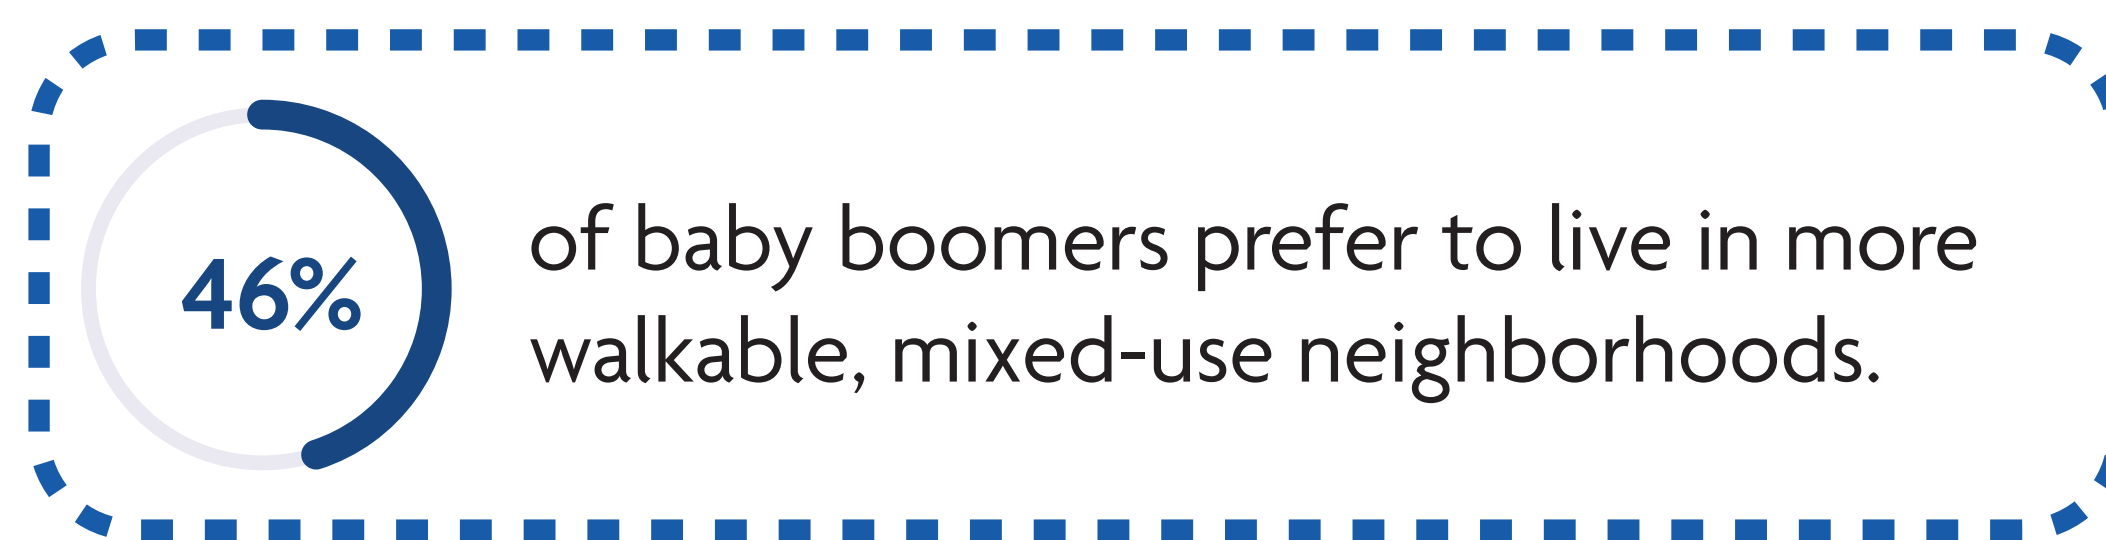 46%
of baby boomers prefer to live in more
walkable, mixed-use neighborhoods.